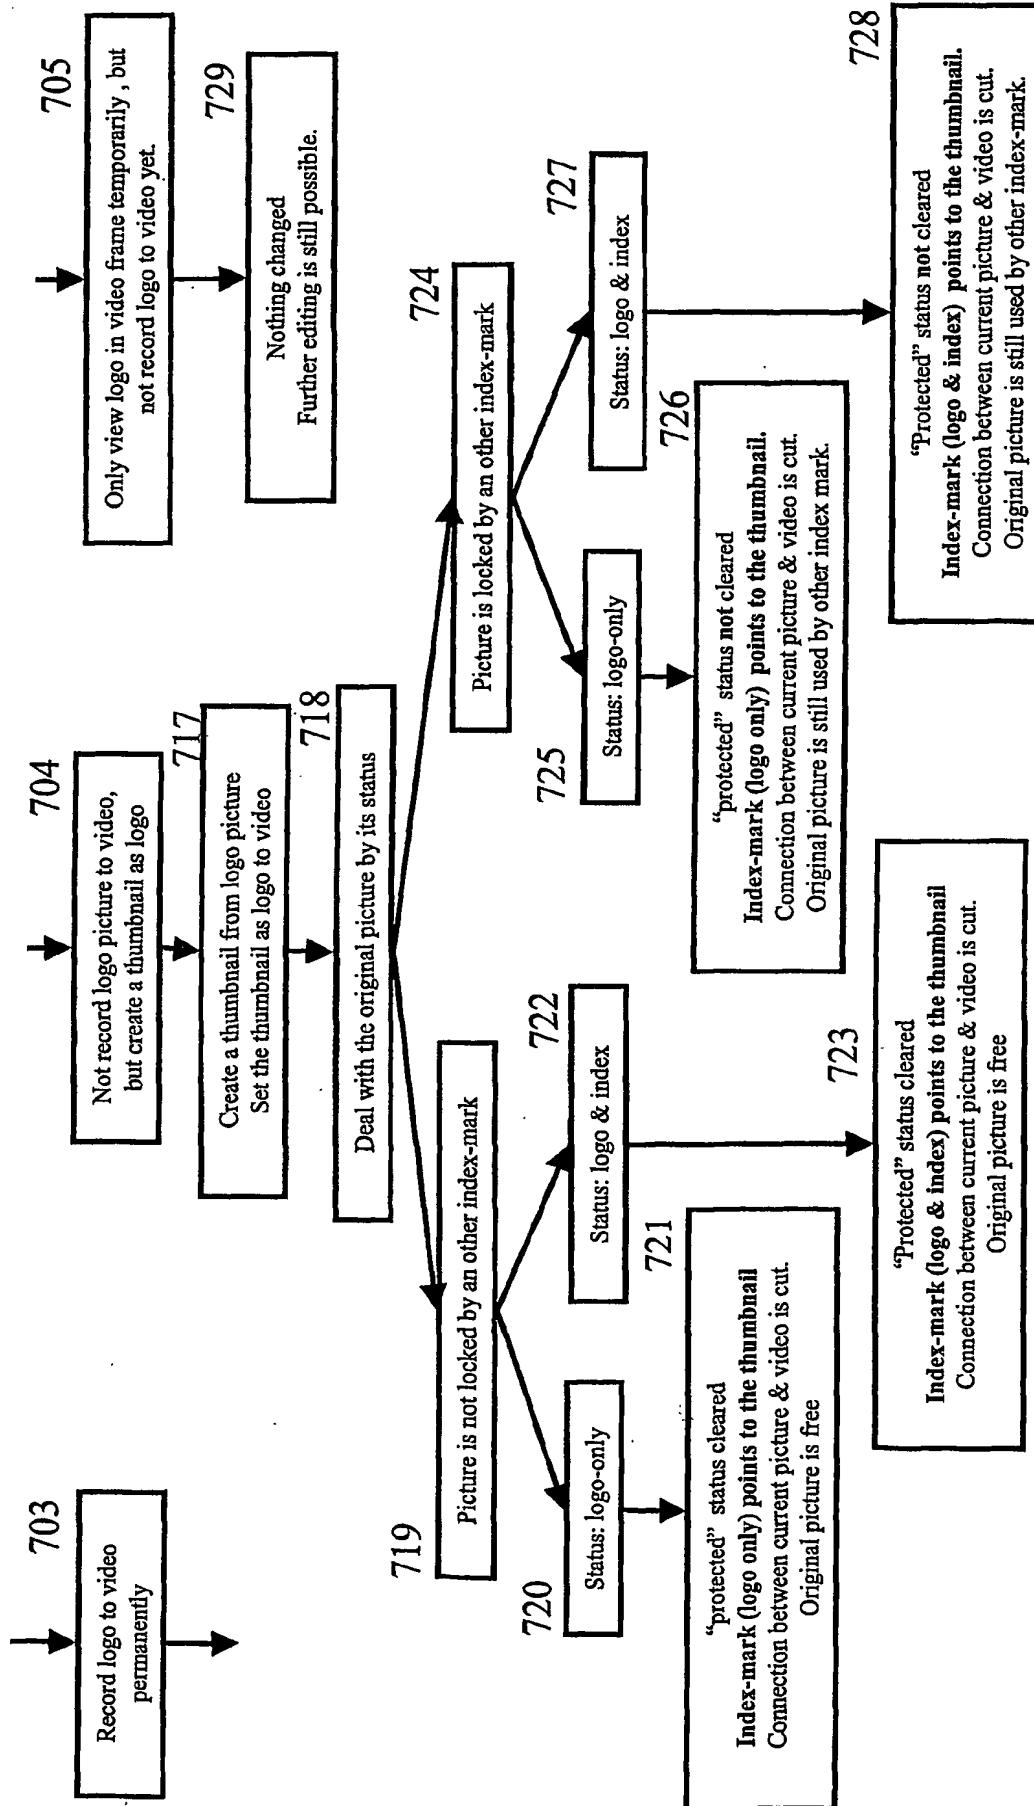 703
Record logo to video
permanently
704
Not record logo picture to video,
but create a thumbnail as logo
705
Only view logo in video frame temporarily, but
not record logo to video yet.
717
Create a thumbnail from logo picture
Set the thumbnail as logo to video
729
Nothing changed
Further editing is still possible.
718
Deal with the original picture by its status
719
Picture is not locked by an other index-mark
724
Picture is locked by an other index-mark
720
Status: logo-only
722
Status: logo & index
725
Status: logo-only
727
Status: logo & index
721
"protected" status cleared
Index-mark (logo only) points to the thumbnail
Connection between current picture & video is cut.
Original picture is free
723
"Protected" status cleared
Index-mark (logo & index) points to the thumbnail
Connection between current picture & video is cut.
Original picture is free
726
"protected" status not cleared
Index-mark (logo only) points to the thumbnail.
Connection between current picture & video is cut.
Original picture is still used by other index mark.
728
"Protected" status not cleared
Index-mark (logo & index) points to the thumbnail.
Connection between current picture & video is cut.
Original picture is still used by other index-mark.